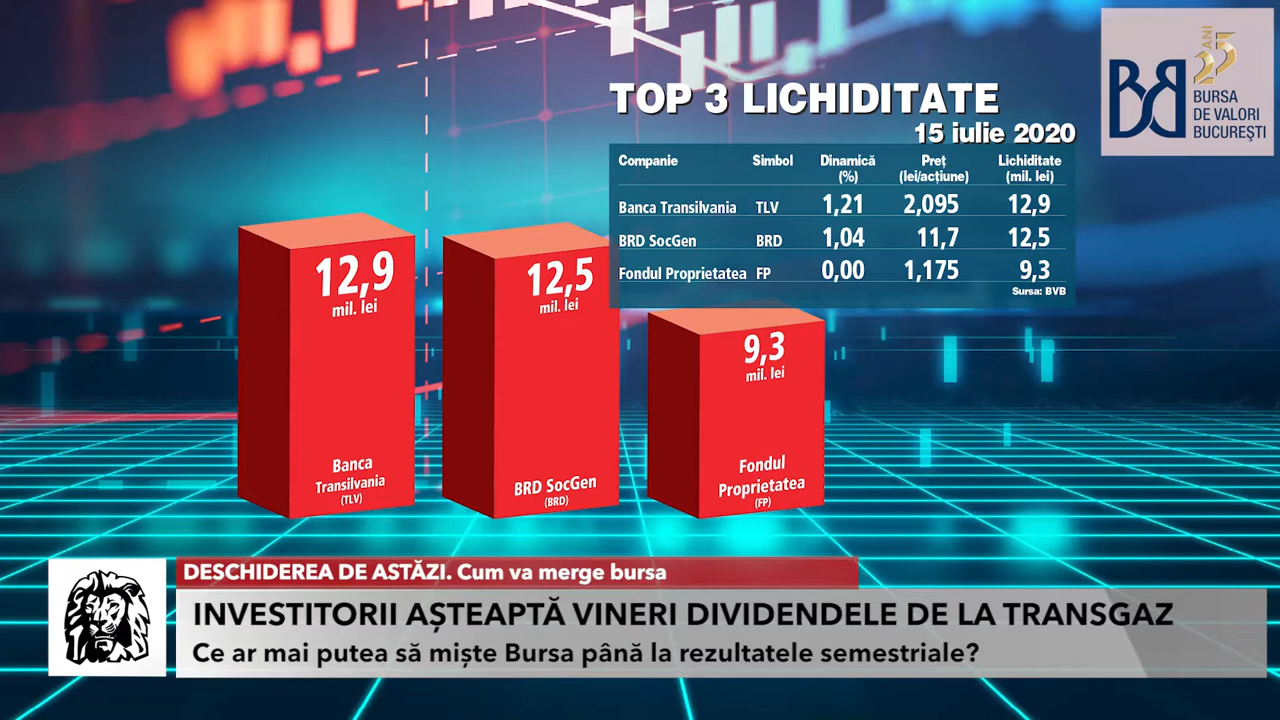 TOP 3 LICHIDITATE
15 iulie 2020
25 ANI
BURSA
DE VALORI
BUCUREŞTI
Companie Simbol Dinamică (%) Preț (lei/acțiune) Lichiditate (mil. lei)
Banca Transilvania TLV 1,21 2,095 12,9
BRD SocGen BRD 1,04 11,7 12,5
Fondul Proprietatea FP 0,00 1,175 9,3
Sursa: BVB
12,9
mil. lei
Banca
Transilvania
(TLV)
12,5
mil. lei
BRD SocGen
(BRD)
9,3
mil. lei
Fondul
Proprietatea
(FP)
DESCHIDEREA DE ASTĂZI. Cum va merge bursa
INVESTITORII AȘTEAPTĂ VINERI DIVIDENDELE DE LA TRANSGAZ
Ce ar mai putea să miște Bursa până la rezultatele semestriale?